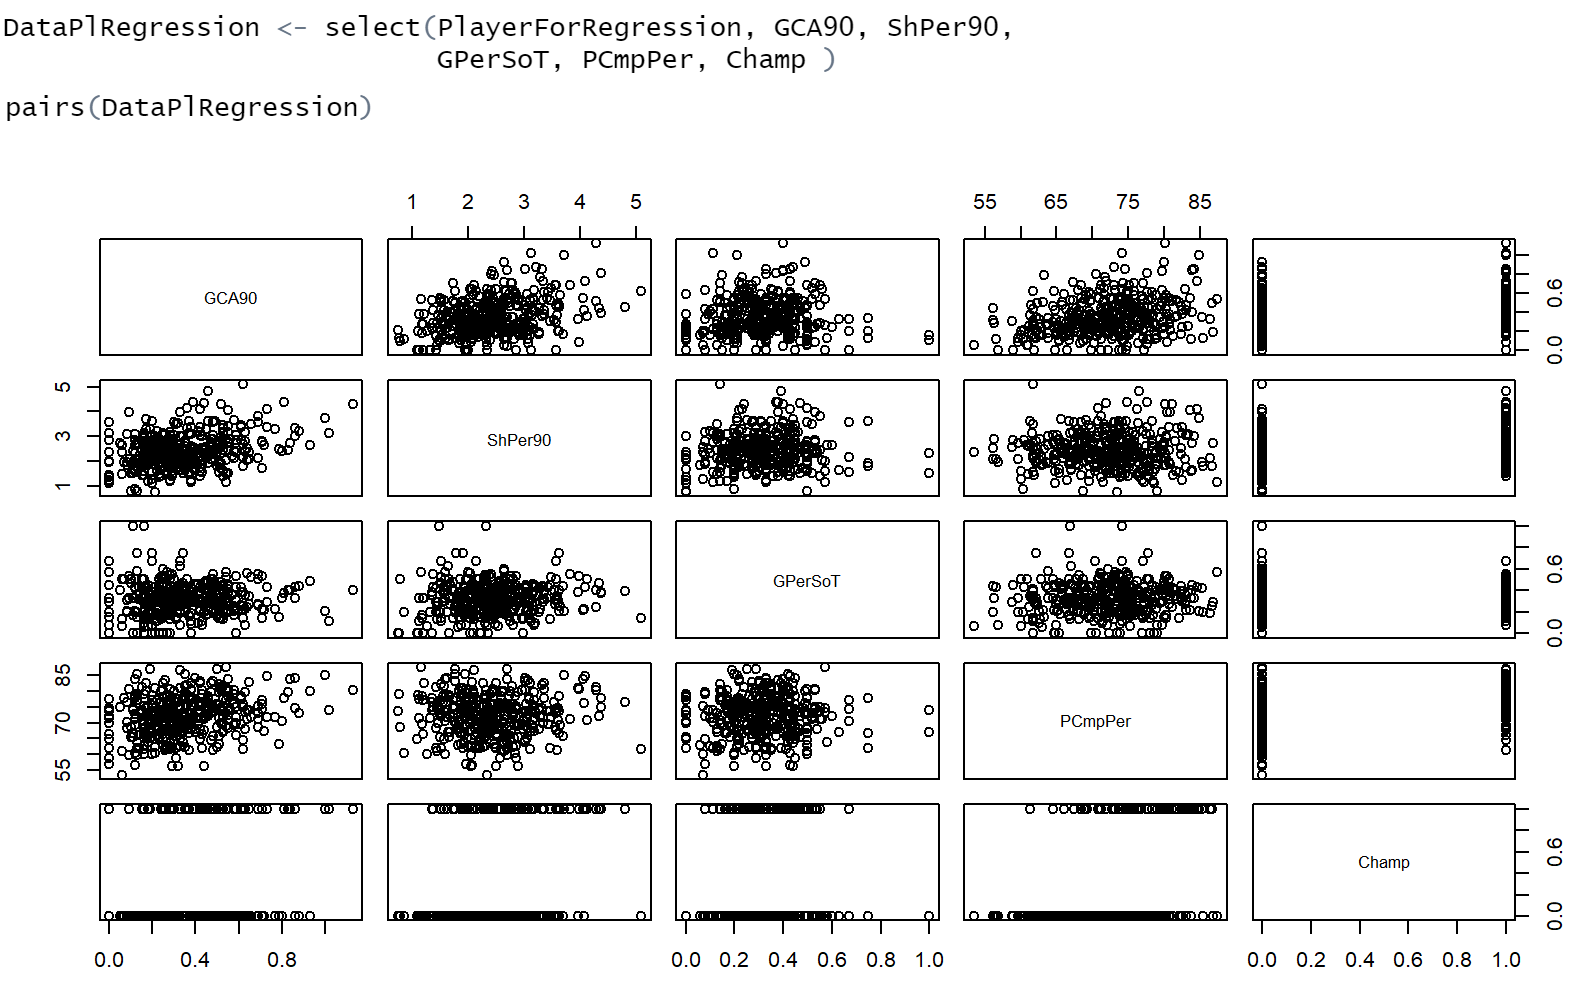 DataPlRegression <- select(PlayerForRegression, GCA90, ShPer90,
GPerSoT, PCmpPer, Champ )
pairs(DataPlRegression)
1 2 3 4 5 55 65 75 85
GCA90
0.0 0.6
1 3 5
ShPer90
GPerSoT
0.0 0.6
55 70 85
PCmpPer
Champ
0.0 0.6
0.0 0.4 0.8 0.0 0.2 0.4 0.6 0.8 1.0 0.0 0.2 0.4 0.6 0.8 1.0